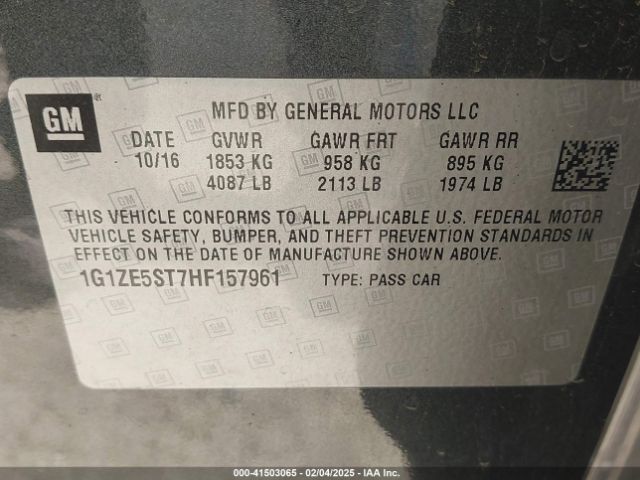 GM
MFD BY GENERAL MOTORS LLC
DATE GVWR GAWR FRT GAWR RR
10/16 1853 KG 958 KG 895 KG
4087 LB 2113 LB 1974 LB
THIS VEHICLE CONFORMS TO ALL APPLICABLE U.S. FEDERAL MOTOR
VEHICLE SAFETY, BUMPER, AND THEFT PREVENTION STANDARDS IN
EFFECT ON THE DATE OF MANUFACTURE SHOWN ABOVE.
1G1ZE5ST7HF157961 TYPE: PASS CAR
000-41503065 - 02/04/2025 - IAA Inc.